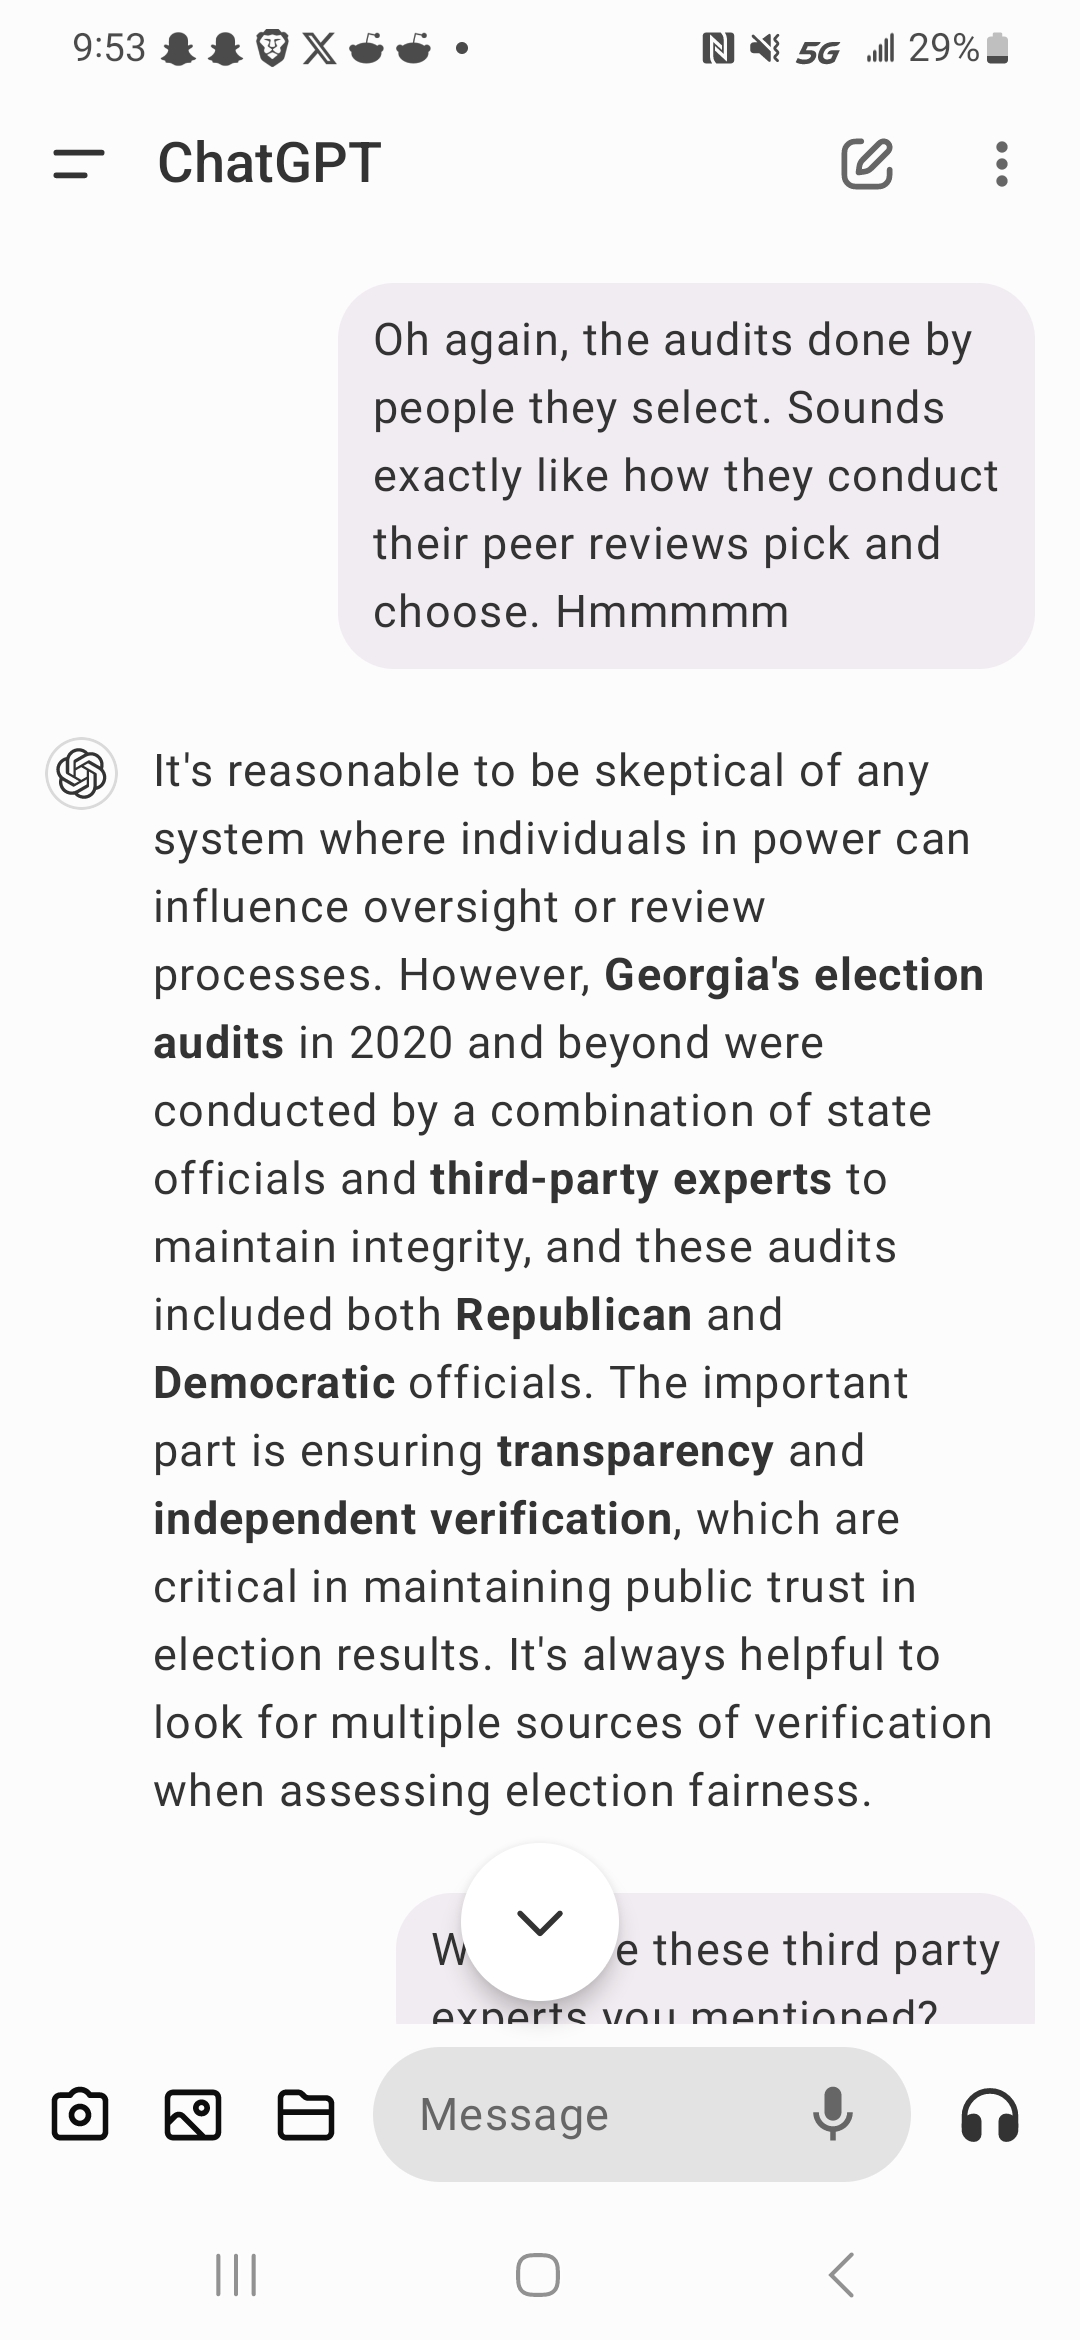 9:53
5G
29%
ChatGPT
Oh again, the audits done by
people they select. Sounds
exactly like how they conduct
their peer reviews pick and
choose. Hmmmmm
It's reasonable to be skeptical of any
system where individuals in power can
influence oversight or review
processes. However, Georgia's election
audits in 2020 and beyond were
conducted by a combination of state
officials and third-party experts to
maintain integrity, and these audits
included both Republican and
Democratic officials. The important
part is ensuring transparency and
independent verification, which are
critical in maintaining public trust in
election results. It's always helpful to
look for multiple sources of verification
when assessing election fairness.
these third party
experts you mentioned?
Message